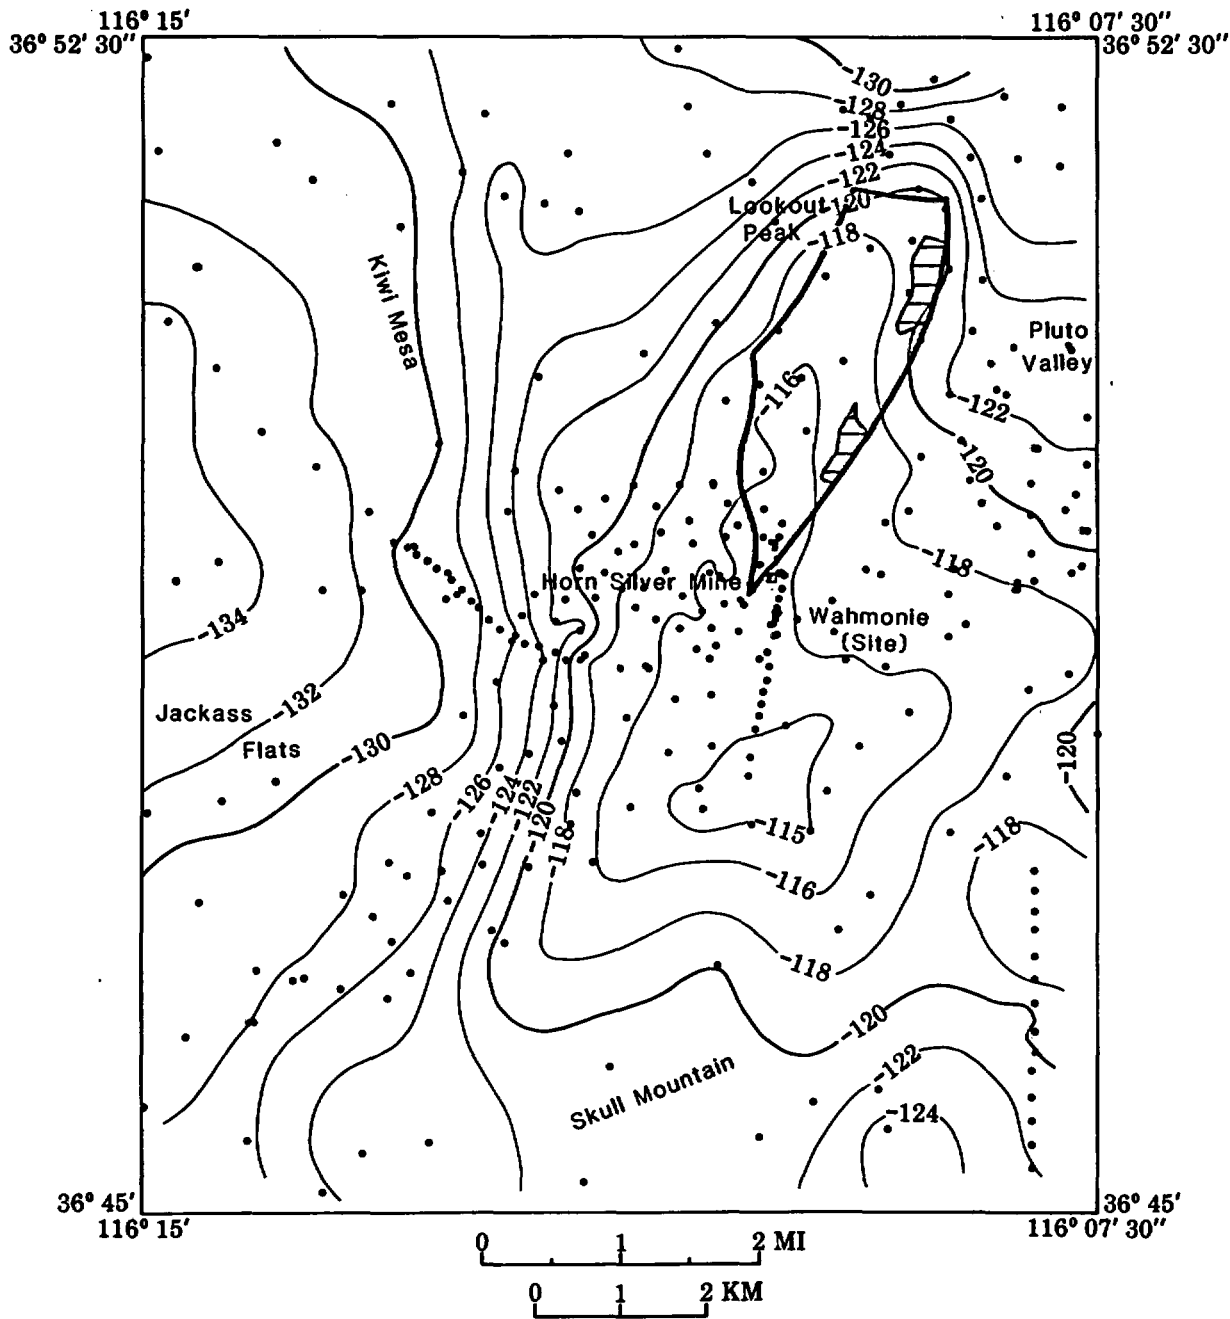 116° 15′ 116° 07′ 30″
36° 52′ 30″ 36° 52′ 30″
-130
-128
-126
-124
-122
-120
Lookout
Peak
-118
Kiwi Mesa
Pluto
Valley
-116
-122
-120
-118
Horn Silver Mine
Wahmonie
(Site)
-134
-132
Jackass
Flats
-130
-120
-128
-126
-124
-122
-120
-118
-115
-118
-116
-118
-120
-122
-124
Skull Mountain
36° 45′ 36° 45′
116° 15′ 116° 07′ 30″
0 1 2 MI
0 1 2 KM